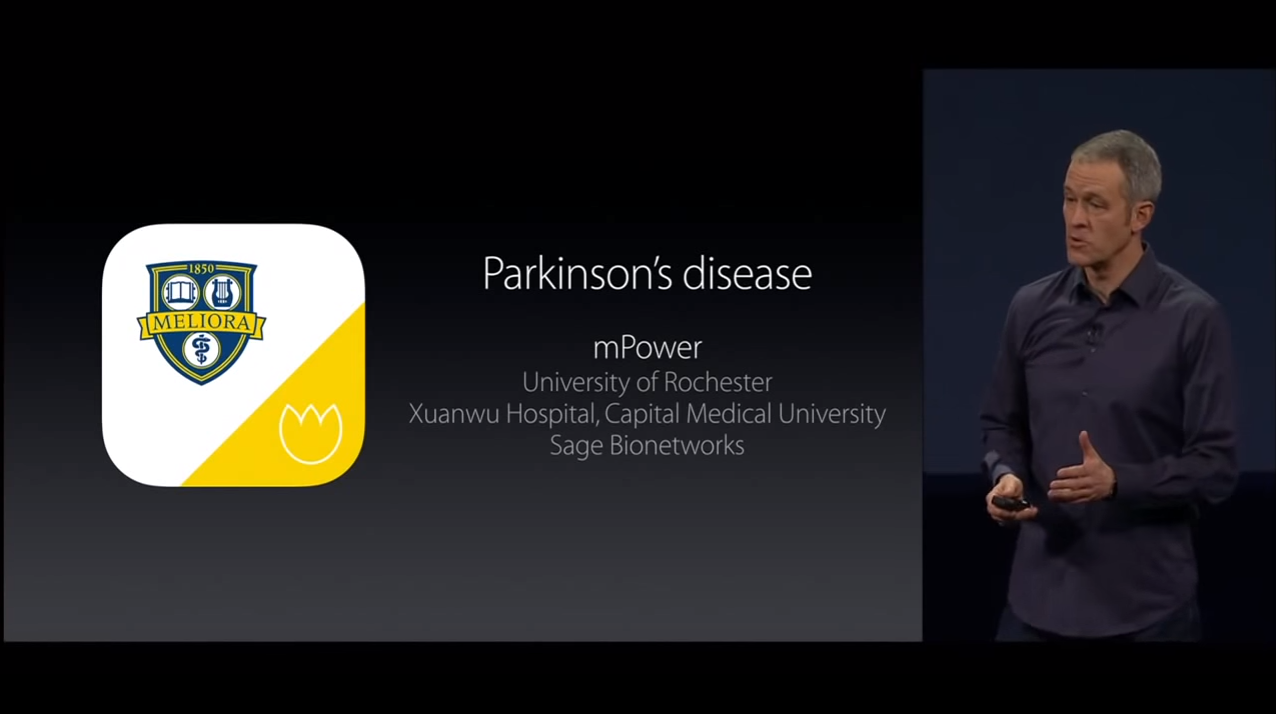 1850
MELIORA
Parkinson's disease
mPower
University of Rochester
Xuanwu Hospital, Capital Medical University
Sage Bionetworks